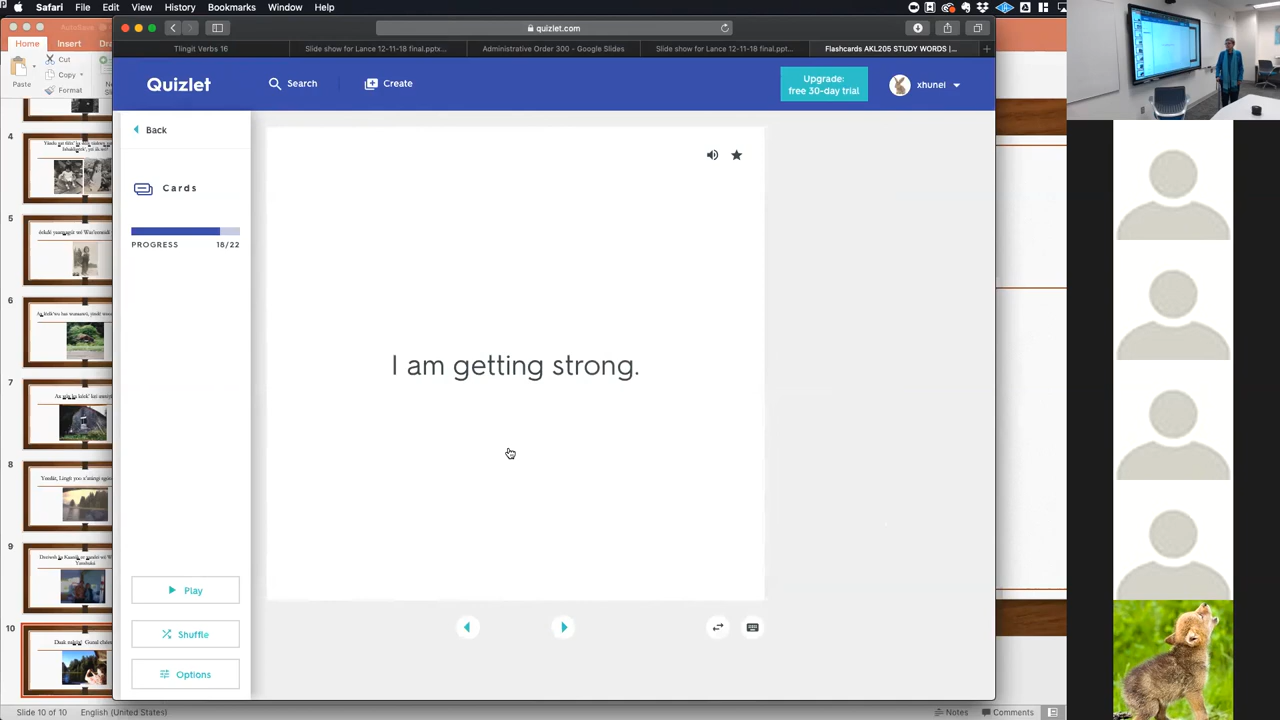 Safari File Edit View History Bookmarks Window Help
quizlet.com
Tlingit Verbs 16
Slide show for Lance 12-11-18 final.pptx...
Administrative Order 300 - Google Slides
Slide show for Lance 12-11-18 final.ppt...
Flashcards AKL205 STUDY WORDS |...
Home Insert
Cut
Copy
Format
Paste
Quizlet
Search
Create
Upgrade:
free 30-day trial
xhunei
Back
Cards
PROGRESS 18/22
I am getting strong.
Play
Shuffle
Options
4
5
6
7
8
9
10
Slide 10 of 10 English (United States)
Notes Comments